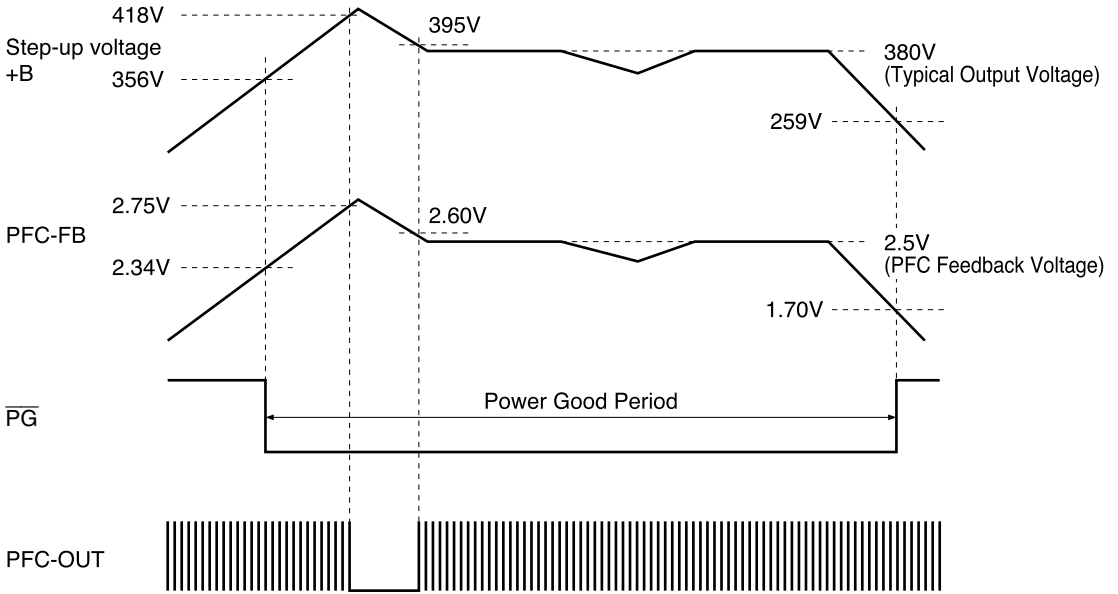 418V
395V
Step-up voltage
+B
380V
(Typical Output Voltage)
356V
259V
2.75V
2.60V
PFC-FB
2.5V
(PFC Feedback Voltage)
2.34V
1.70V
Power Good Period
PG
PFC-OUT